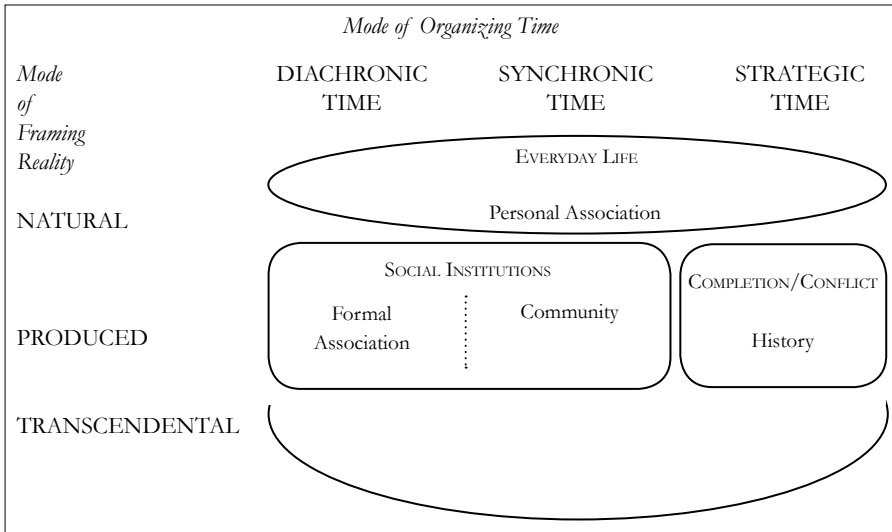 Mode of Organizing Time
Mode
of
Framing
Reality
DIACHRONIC
TIME
SYNCHRONIC
TIME
STRATEGIC
TIME
EVERYDAY LIFE
NATURAL
Personal Association
SOCIAL INSTITUTIONS
COMPLETION/CONFLICT
Formal
Association
Community
PRODUCED
History
TRANSCENDENTAL